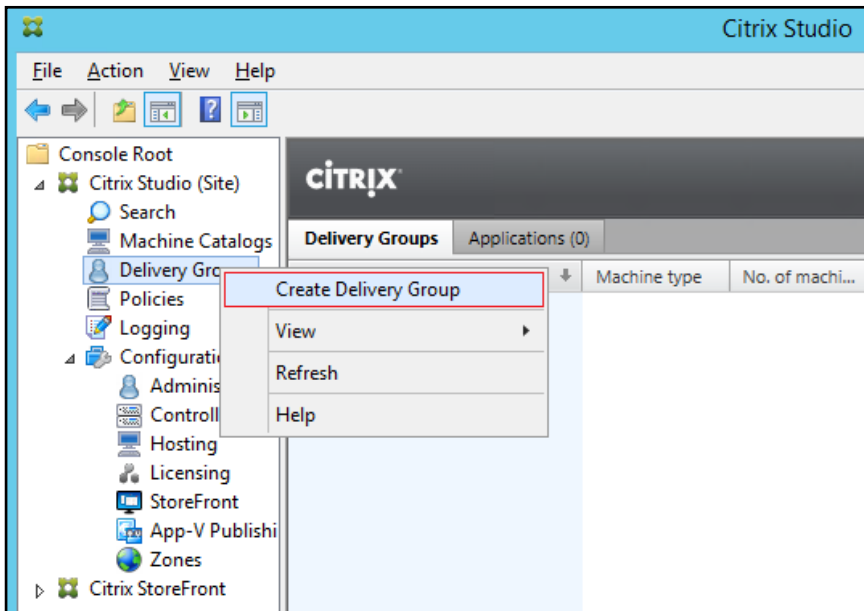 Citrix Studio
File Action View Help
Console Root
Citrix Studio (Site)
Search
Machine Catalogs
Delivery Gro
Policies
Logging
Configurati
Adminis
Controll
Hosting
Licensing
StoreFront
App-V Publishi
Zones
Citrix StoreFront
Create Delivery Group
View
Refresh
Help
CİTRIX
Delivery Groups Applications (0)
Machine type No. of machi...